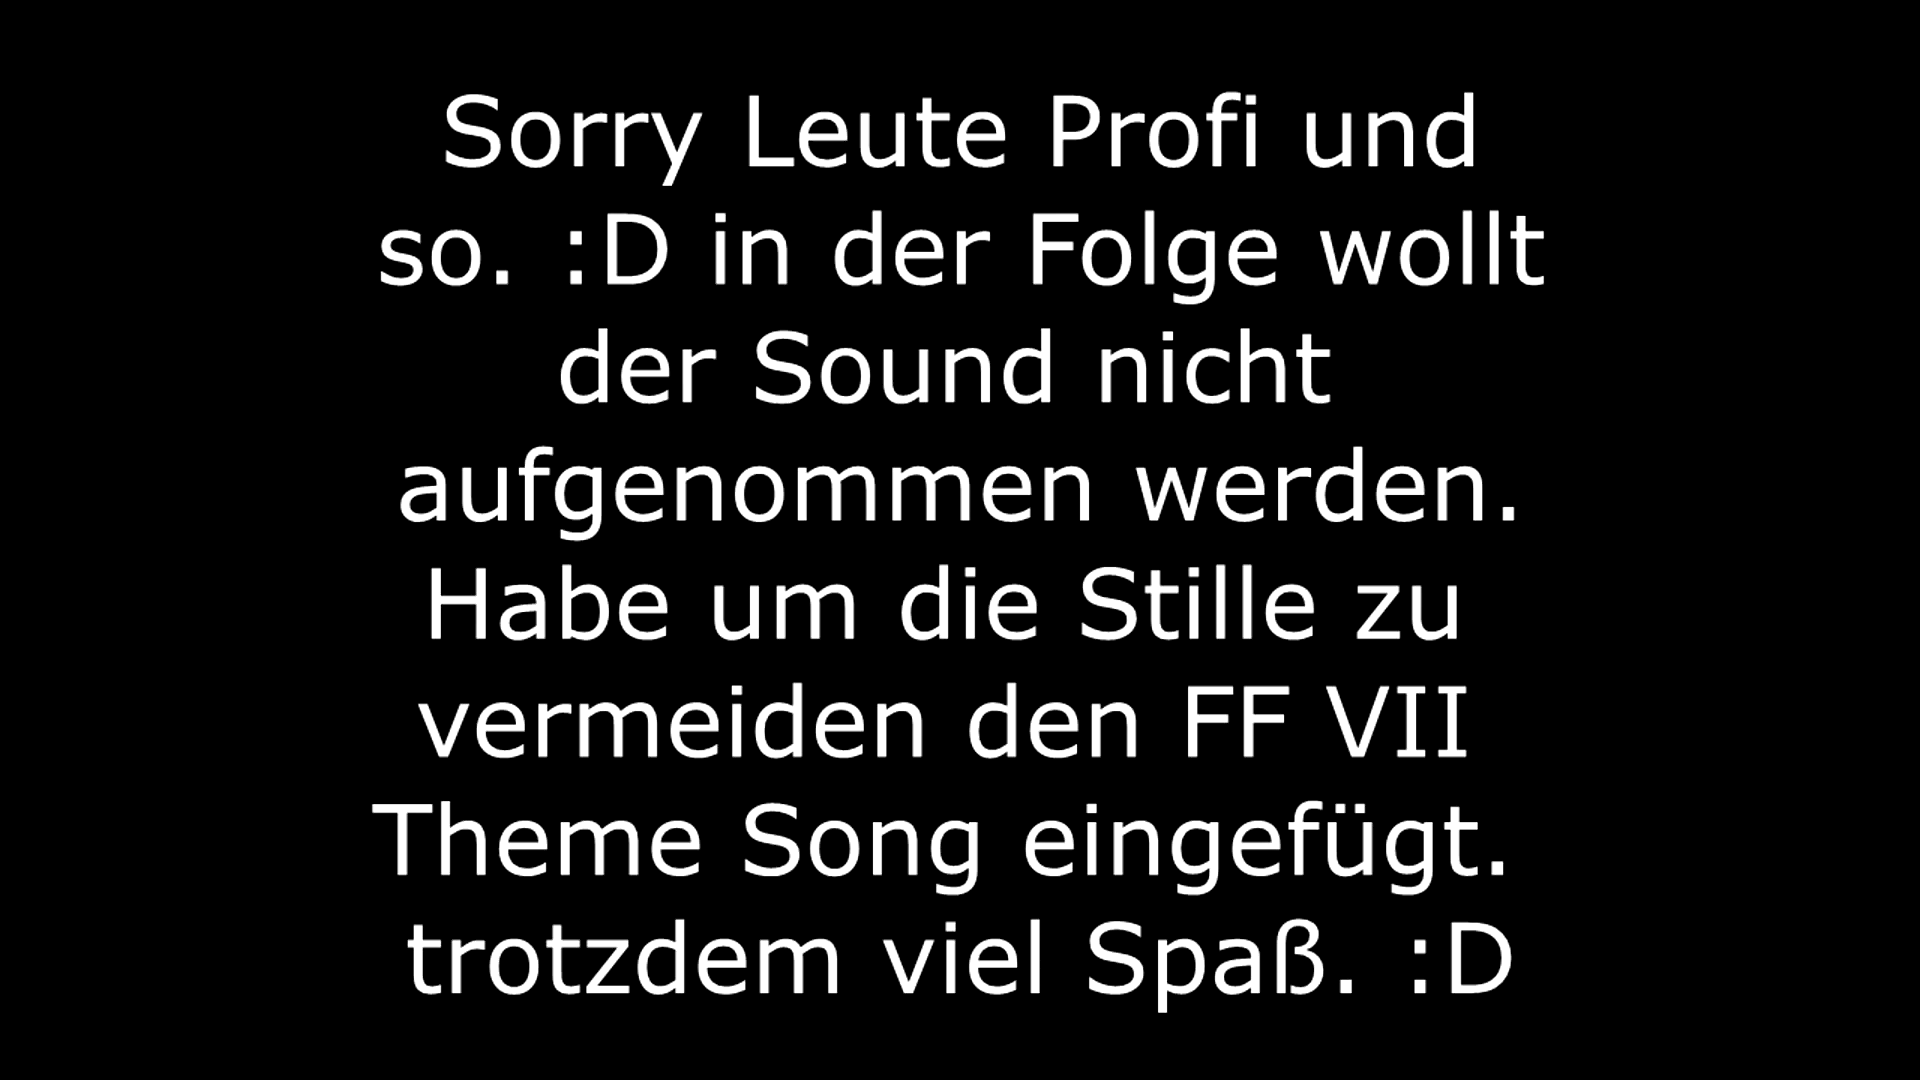 Sorry Leute Profi und
so. :D in der Folge wollt
der Sound nicht
aufgenommen werden.
Habe um die Stille zu
vermeiden den FF VII
Theme Song eingefügt.
trotzdem viel Spaß. :D